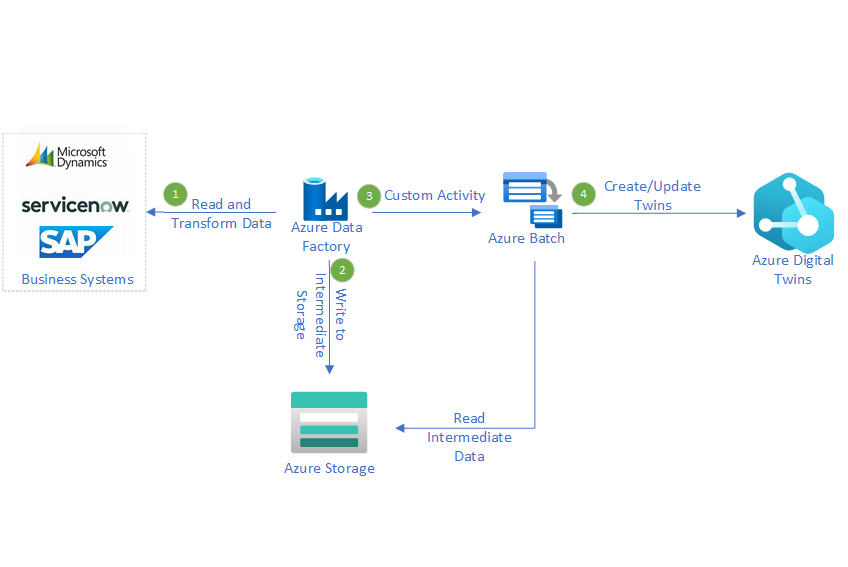 Microsoft
Dynamics
servicenow
SAP
Business Systems
1
Read and
Transform Data
Azure Data
Factory
2
Write to
Intermediate
Storage
3
Custom Activity
Azure Batch
4
Create/Update
Twins
Azure Digital
Twins
Read
Intermediate
Data
Azure Storage